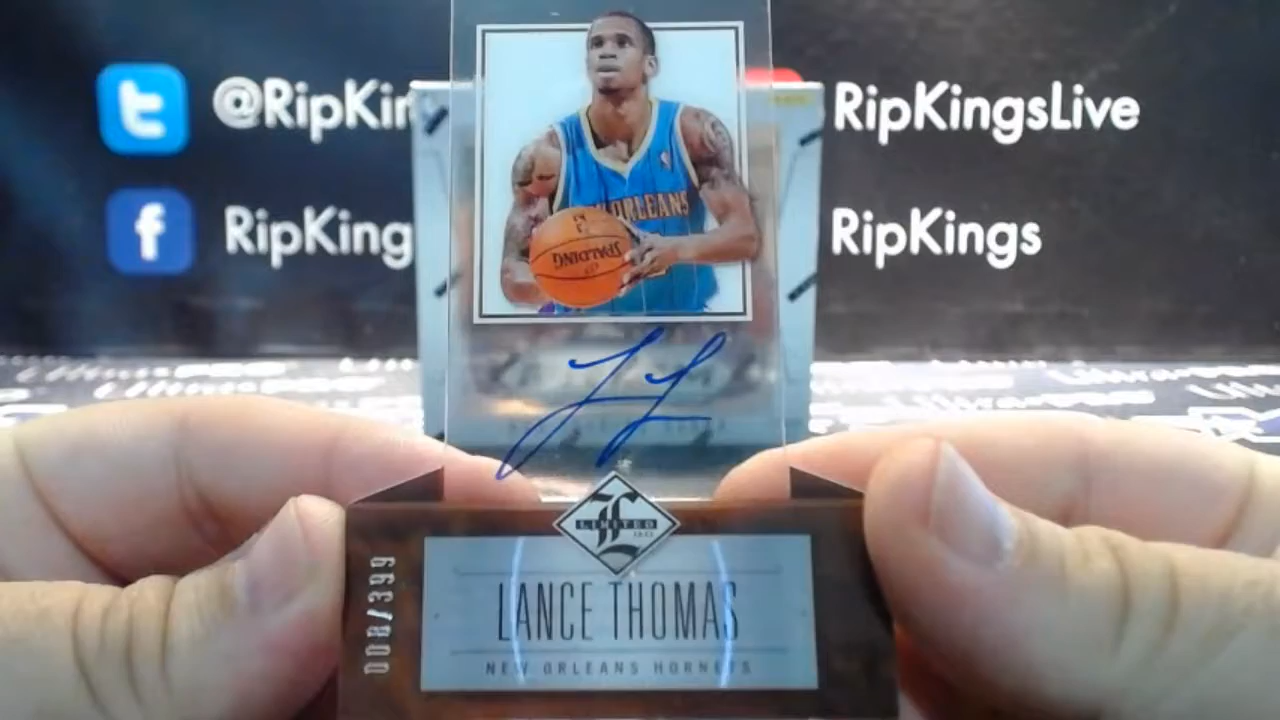 @RipKin
RipKingsLive
RipKing
RipKings
ORLEANS
SPALDING
LIMITED
008/399
LANCE THOMAS
NEW ORLEANS HORNETS